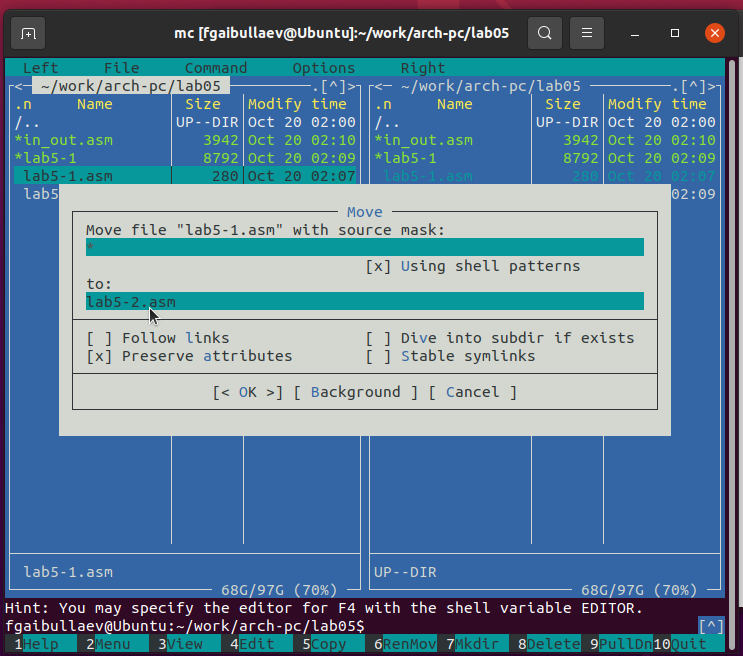 mc [fgaibullaev@Ubuntu]:~/work/arch-pc/lab05
Left File Command Options Right
<─ ~/work/arch-pc/lab05 ─.[^]>
.n Name Size Modify time
/.. UP--DIR Oct 20 02:00
*in_out.asm 3942 Oct 20 02:10
*lab5-1 8792 Oct 20 02:09
lab5-1.asm 280 Oct 20 02:07
lab5
<─ ~/work/arch-pc/lab05 ─.[^]>
.n Name Size Modify time
/.. UP--DIR Oct 20 02:00
*in_out.asm 3942 Oct 20 02:10
*lab5-1 8792 Oct 20 02:09
lab5-1.asm 280 Oct 20 02:07
02:09
Move
Move file "lab5-1.asm" with source mask:
*
[x] Using shell patterns
to:
lab5-2.asm
[ ] Follow links [ ] Dive into subdir if exists
[x] Preserve attributes [ ] Stable symlinks
[< OK >] [ Background ] [ Cancel ]
lab5-1.asm
68G/97G (70%)
UP--DIR
68G/97G (70%)
Hint: You may specify the editor for F4 with the shell variable EDITOR.
fgaibullaev@Ubuntu:~/work/arch-pc/lab05$ [^]
1Help 2Menu 3View 4Edit 5Copy 6RenMov 7Mkdir 8Delete 9PullDn 10Quit